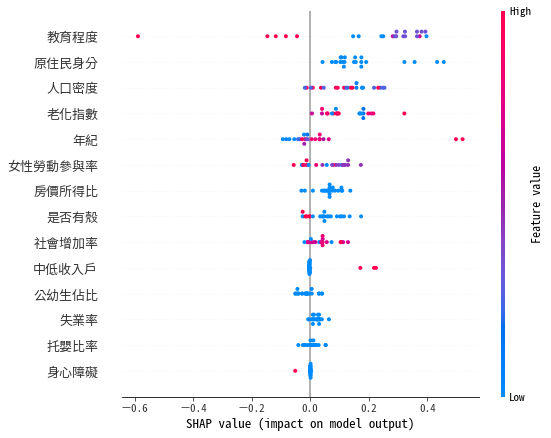 High
教育程度
原住民身分
人口密度
老化指數
年紀
女性勞動參與率
房價所得比
是否有殼
社會增加率
中低收入戶
公幼生佔比
失業率
托嬰比率
身心障礙
Feature value
Low
−0.6 −0.4 −0.2 0.0 0.2 0.4
SHAP value (impact on model output)